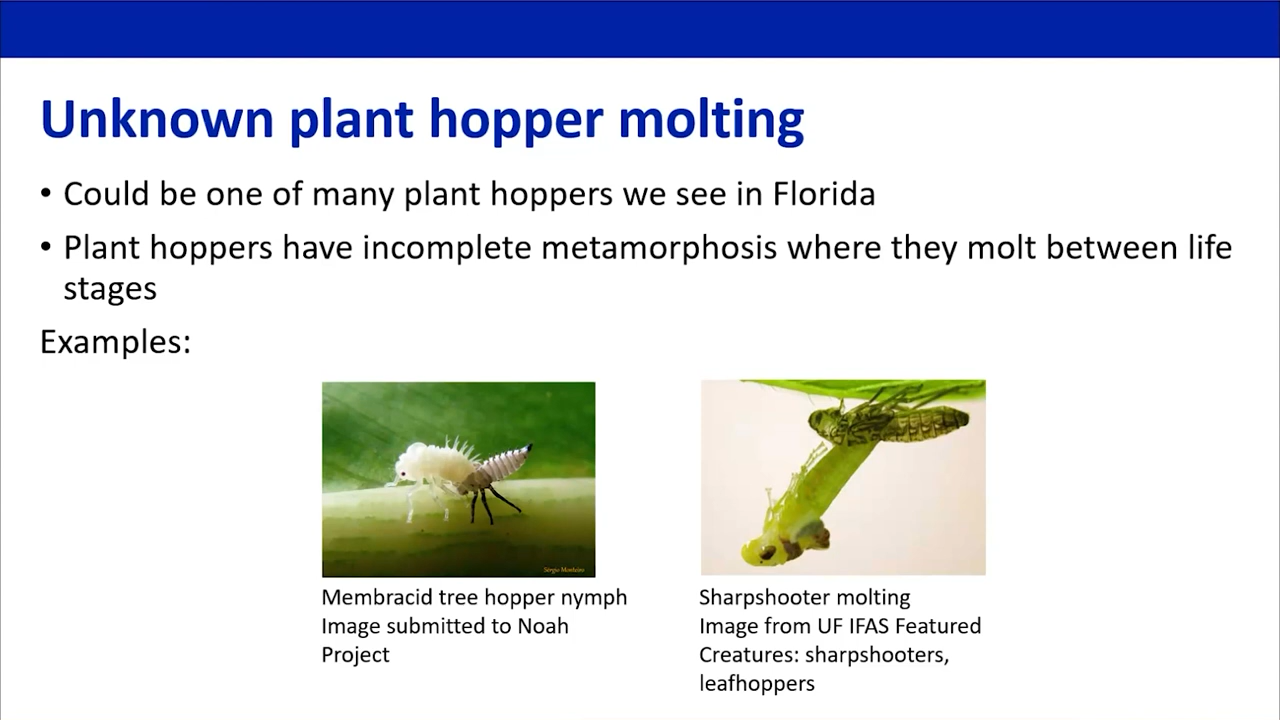 Unknown plant hopper molting
• Could be one of many plant hoppers we see in Florida
• Plant hoppers have incomplete metamorphosis where they molt between life
stages
Examples:
Sérgio Monteiro
Membracid tree hopper nymph
Image submitted to Noah
Project
Sharpshooter molting
Image from UF IFAS Featured
Creatures: sharpshooters,
leafhoppers